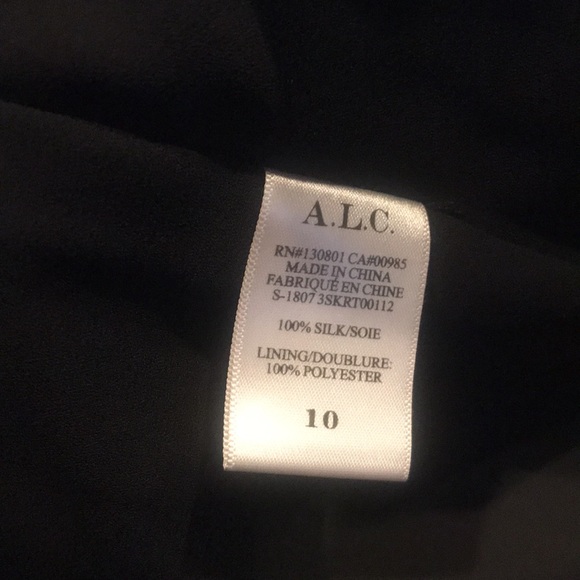 A.L.C.
RN#130801 CA#00985
MADE IN CHINA
FABRIQUÉ EN CHINE
S-1807 3SKRT00112
100% SILK/SOIE
LINING/DOUBLURE:
100% POLYESTER
10